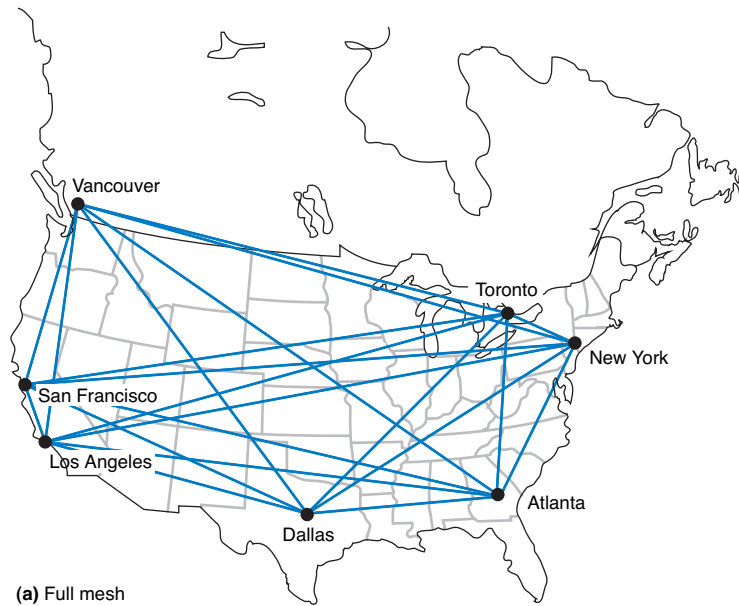 Vancouver
Toronto
New York
San Francisco
Los Angeles
Atlanta
Dallas
(a) Full mesh